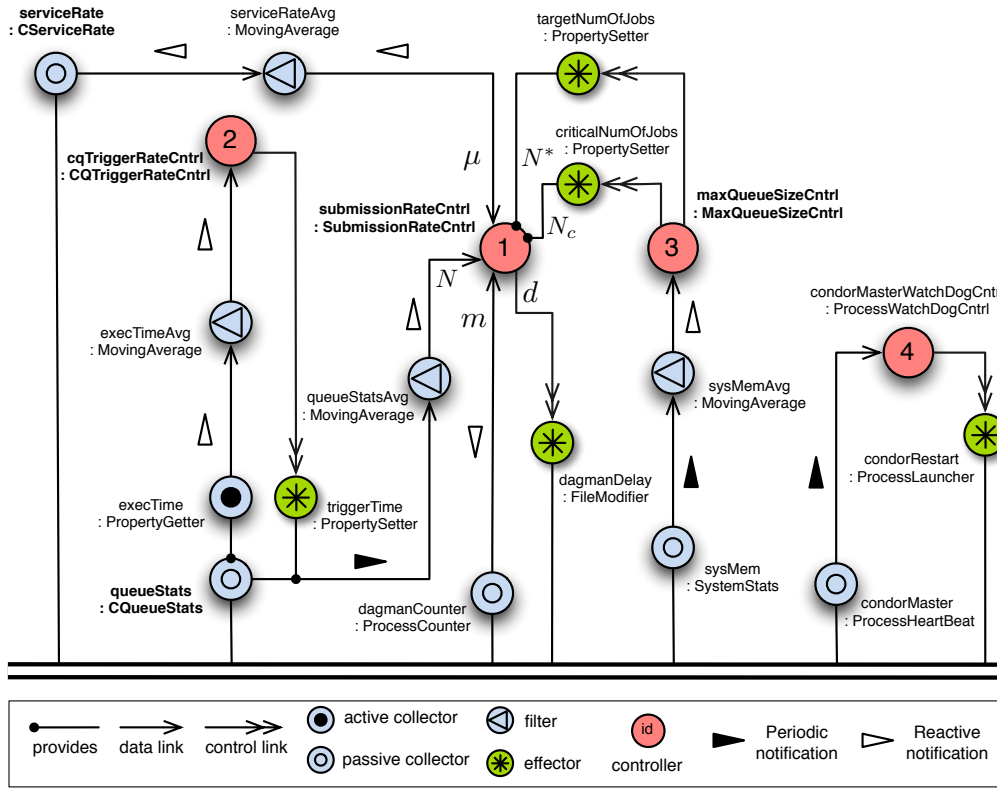 serviceRate
: CServiceRate
serviceRateAvg
: MovingAverage
targetNumOfJobs
: PropertySetter
2
cqTriggerRateCntrl
: CQTriggerRateCntrl
μ
N*
criticalNumOfJobs
: PropertySetter
submissionRateCntrl
: SubmissionRateCntrl
1
N_c
maxQueueSizeCntrl
: MaxQueueSizeCntrl
3
N
m
d
condorMasterWatchDogCntr
: ProcessWatchDogCntrl
4
execTimeAvg
: MovingAverage
queueStatsAvg
: MovingAverage
sysMemAvg
: MovingAverage
execTime
: PropertyGetter
triggerTime
: PropertySetter
dagmanDelay
: FileModifier
condorRestart
: ProcessLauncher
queueStats
: CQueueStats
dagmanCounter
: ProcessCounter
sysMem
: SystemStats
condorMaster
: ProcessHeartBeat
provides
data link
control link
active collector
passive collector
filter
effector
id
controller
Periodic
notification
Reactive
notification